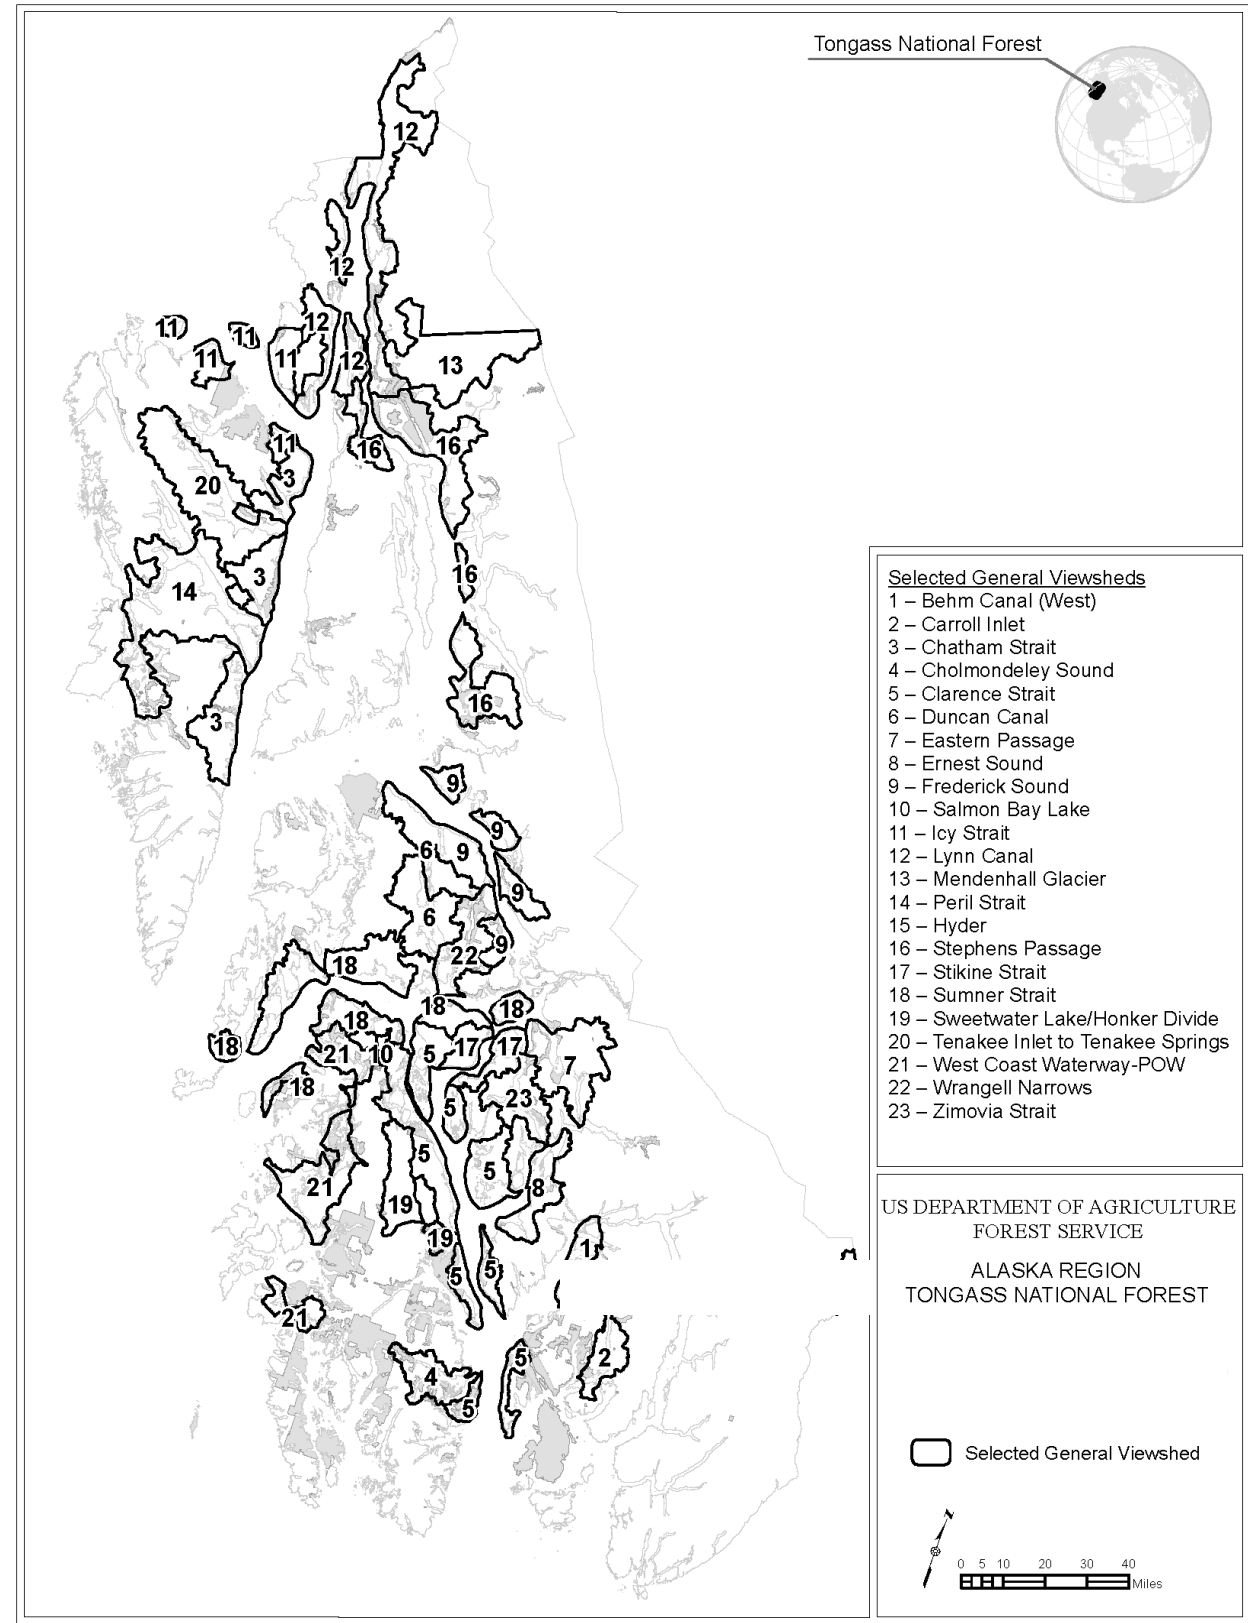 Tongass National Forest
12
12
12
11
11
11
11
12
13
16
16
11
3
20
16
3
14
16
3
9
9
6
9
9
6
9
22
18
18
18
18
18
17
17
5
21
10
7
18
23
5
5
5
21
8
19
19
1
5
5
21
5
2
4
5
Selected General Viewsheds
1 – Behm Canal (West)
2 – Carroll Inlet
3 – Chatham Strait
4 – Cholmondeley Sound
5 – Clarence Strait
6 – Duncan Canal
7 – Eastern Passage
8 – Ernest Sound
9 – Frederick Sound
10 – Salmon Bay Lake
11 – Icy Strait
12 – Lynn Canal
13 – Mendenhall Glacier
14 – Peril Strait
15 – Hyder
16 – Stephens Passage
17 – Stikine Strait
18 – Sumner Strait
19 – Sweetwater Lake/Honker Divide
20 – Tenakee Inlet to Tenakee Springs
21 – West Coast Waterway-POW
22 – Wrangell Narrows
23 – Zimovia Strait
US DEPARTMENT OF AGRICULTURE
FOREST SERVICE
ALASKA REGION
TONGASS NATIONAL FOREST
Selected General Viewshed
N
0 5 10 20 30 40
Miles